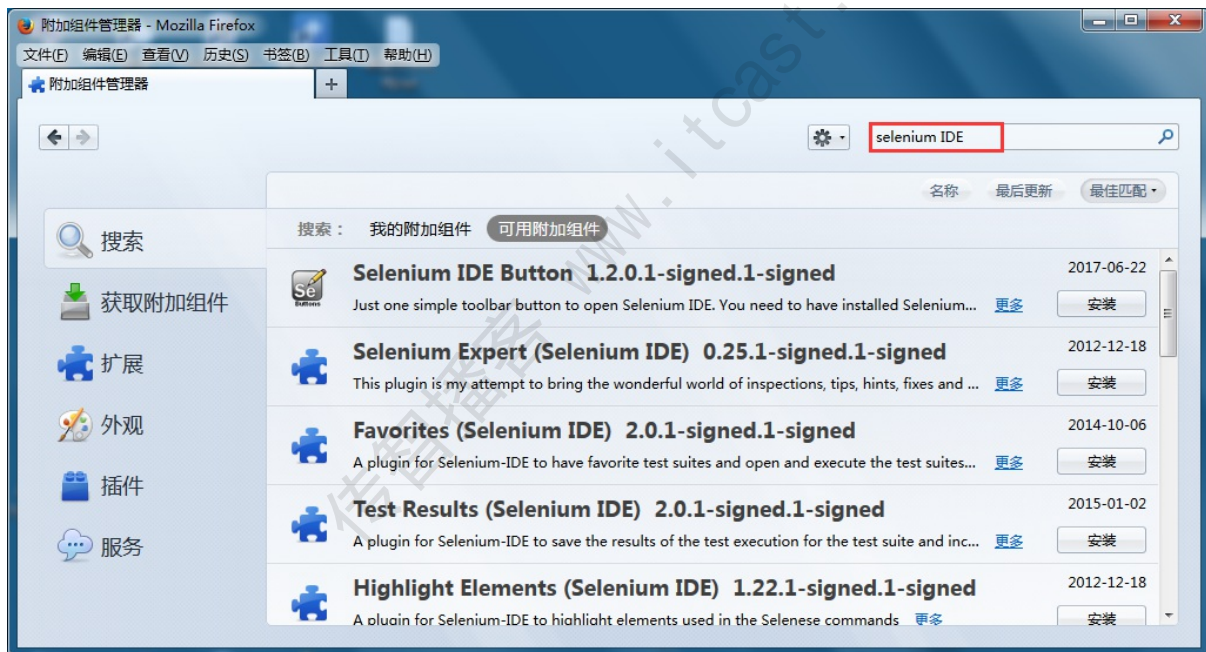 附加组件管理器 - Mozilla Firefox
文件(F) 编辑(E) 查看(V) 历史(S) 书签(B) 工具(T) 帮助(H)
附加组件管理器
selenium IDE
名称 最后更新 最佳匹配
搜索: 我的附加组件 可用附加组件
搜索
获取附加组件
扩展
外观
插件
服务
Selenium IDE Button 1.2.0.1-signed.1-signed 2017-06-22
Just one simple toolbar button to open Selenium IDE. You need to have installed Selenium... 更多 安装
Selenium Expert (Selenium IDE) 0.25.1-signed.1-signed 2012-12-18
This plugin is my attempt to bring the wonderful world of inspections, tips, hints, fixes and ... 更多 安装
Favorites (Selenium IDE) 2.0.1-signed.1-signed 2014-10-06
A plugin for Selenium-IDE to have favorite test suites and open and execute the test suites... 更多 安装
Test Results (Selenium IDE) 2.0.1-signed.1-signed 2015-01-02
A plugin for Selenium-IDE to save the results of the test execution for the test suite and inc... 更多 安装
Highlight Elements (Selenium IDE) 1.22.1-signed.1-signed 2012-12-18
A plugin for Selenium-IDE to highlight elements used in the Selenese commands 更多 安装
Se
Buttons
传智播客 www.itcast.